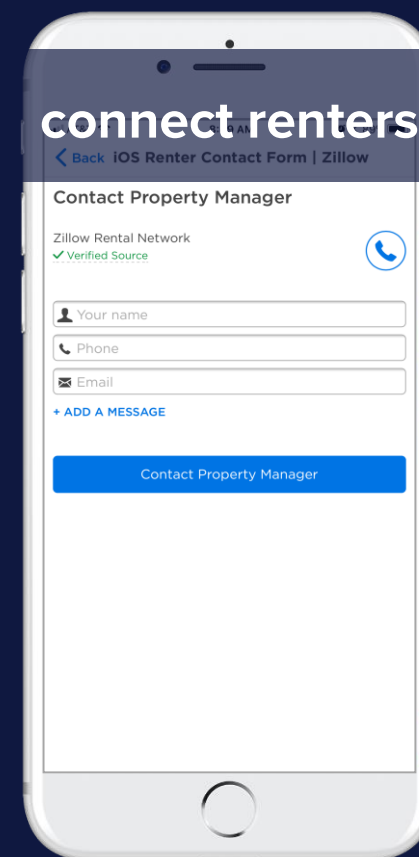 connect renters
Back iOS Renter Contact Form | Zillow
Contact Property Manager
Zillow Rental Network
Verified Source
Your name
Phone
Email
+ ADD A MESSAGE
Contact Property Manager